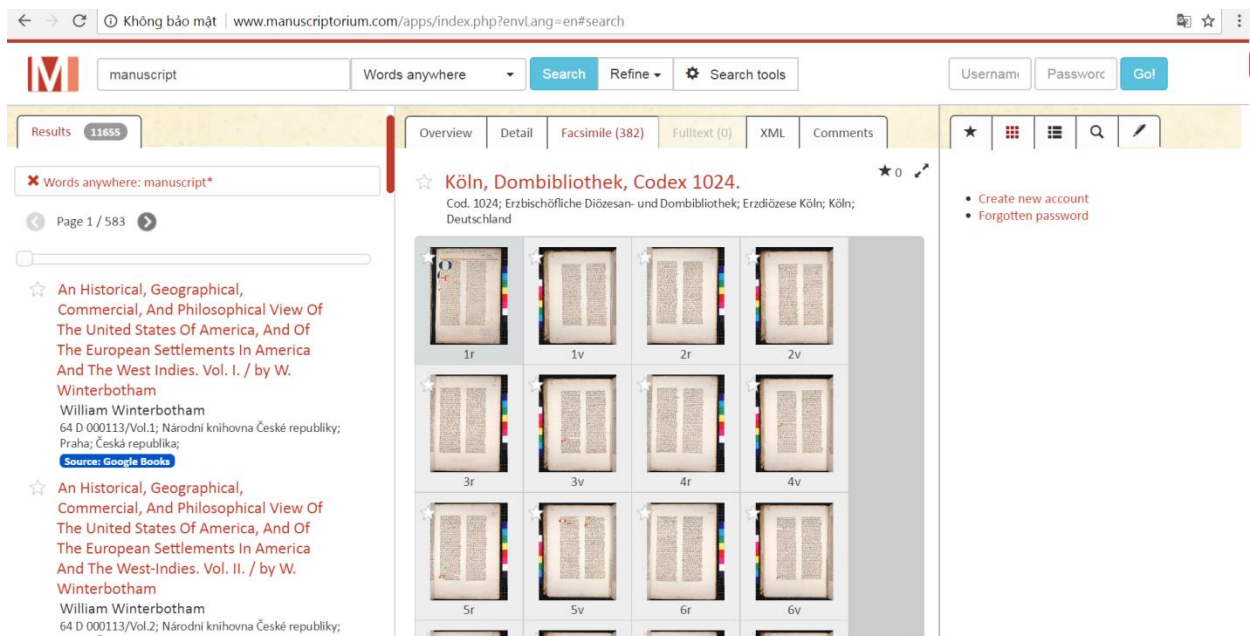 Không bảo mật | www.manuscriptorium.com/apps/index.php?envLang=en#search
M
manuscript
Words anywhere
Search
Refine
Search tools
Usernam
Passworc
Go!
Results 11655
Words anywhere: manuscript*
Page 1 / 583
An Historical, Geographical,
Commercial, And Philosophical View Of
The United States Of America, And Of
The European Settlements In America
And The West Indies. Vol. I. / by W.
Winterbotham
William Winterbotham
64 D 000113/Vol.1; Národní knihovna České republiky;
Praha; Česká republika;
Source: Google Books
An Historical, Geographical,
Commercial, And Philosophical View Of
The United States Of America, And Of
The European Settlements In America
And The West-Indies. Vol. II. / by W.
Winterbotham
William Winterbotham
64 D 000113/Vol.2; Národní knihovna České republiky;
Overview
Detail
Facsimile (382)
Fulltext (0)
XML
Comments
Köln, Dombibliothek, Codex 1024.
0
Cod. 1024; Erzbischöfliche Diözesan- und Dombibliothek; Erzdiözese Köln; Köln;
Deutschland
1r 1v 2r 2v
3r 3v 4r 4v
5r 5v 6r 6v
Create new account
Forgotten password